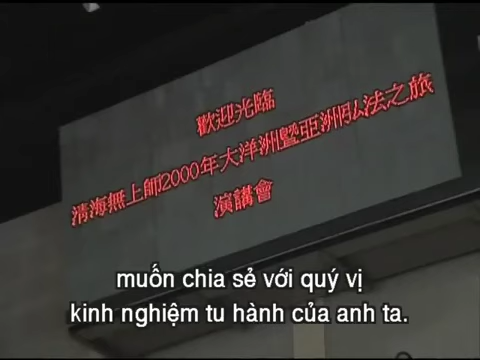 歡迎光臨
清海無上師2000年大洋洲暨亞洲弘法之旅
演講會
muốn chia sẻ với quý vị
kinh nghiệm tu hành của anh ta.